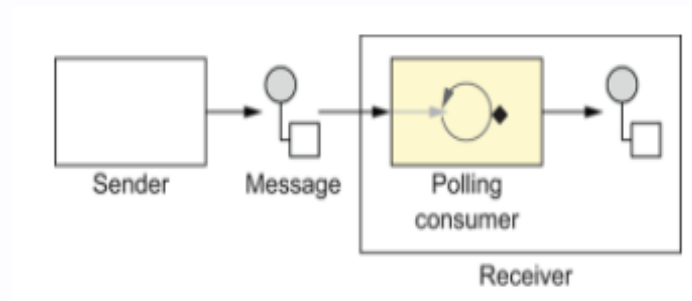 Sender
Message
Polling
consumer
Receiver